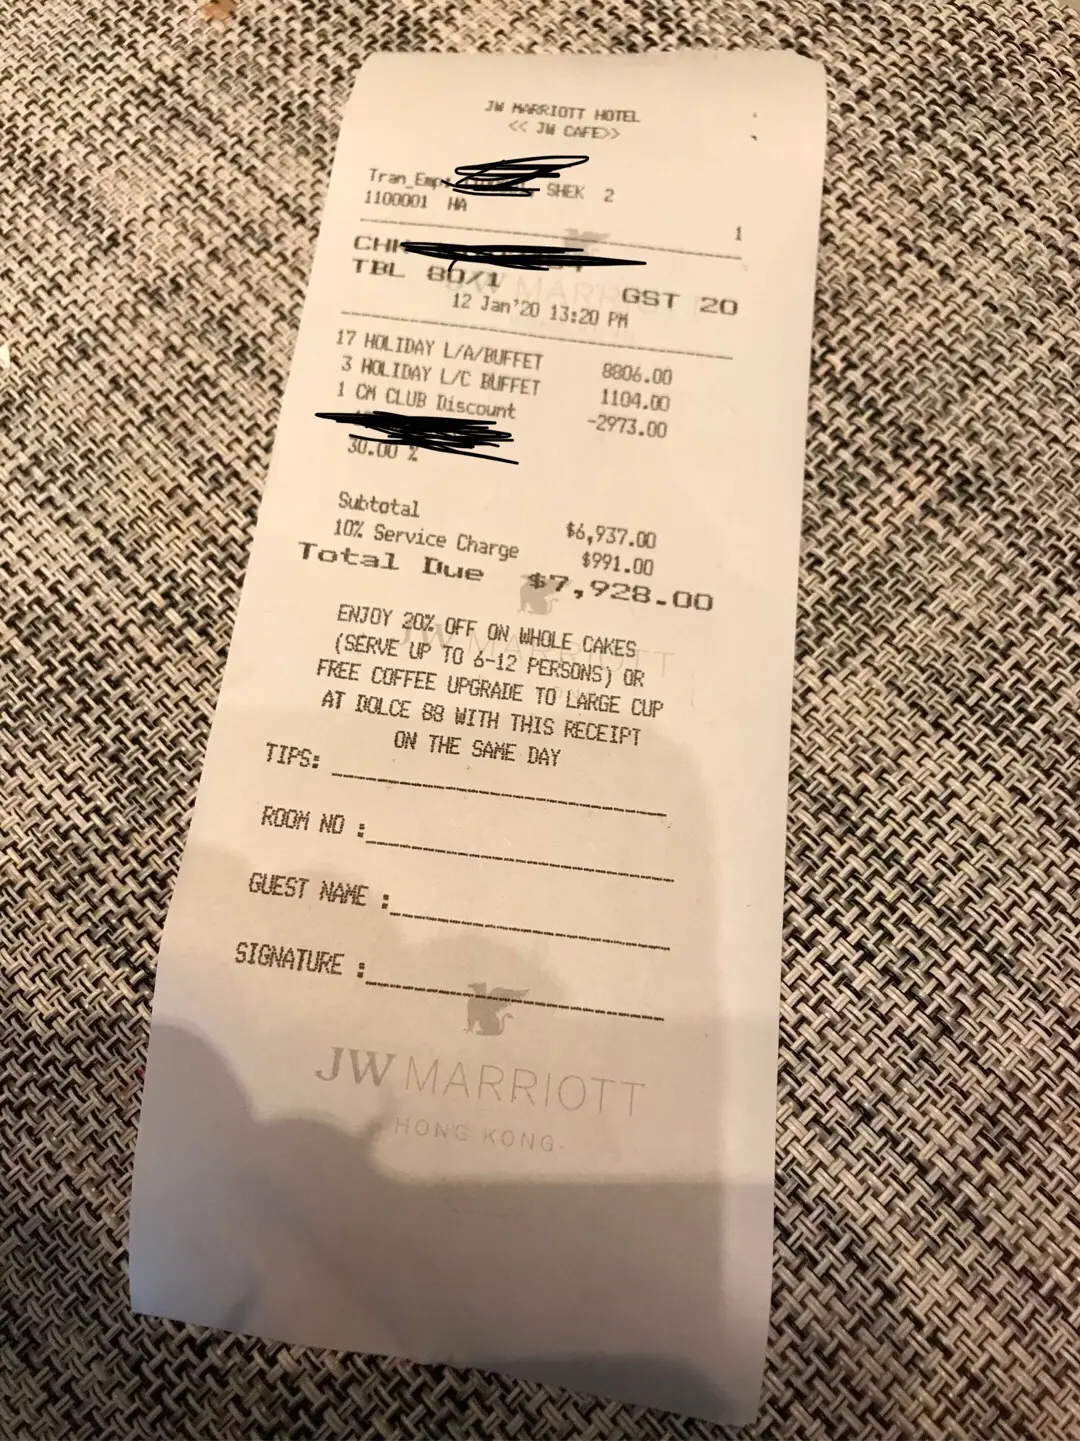 JW MARRIOTT HOTEL
<< JW CAFE>>
Tran_Emp SHEK 2
1100001 HA
1
CHK
TBL 80/1 GST 20
12 Jan'20 13:20 PM
17 HOLIDAY L/A/BUFFET 8806.00
3 HOLIDAY L/C BUFFET 1104.00
1 CM CLUB Discount -2973.00
30.00 %
Subtotal $6,937.00
10% Service Charge $991.00
Total Due $7,928.00
ENJOY 20% OFF ON WHOLE CAKES
(SERVE UP TO 6-12 PERSONS) OR
FREE COFFEE UPGRADE TO LARGE CUP
AT DOLCE 88 WITH THIS RECEIPT
ON THE SAME DAY
TIPS:
ROOM NO :
GUEST NAME :
SIGNATURE :
JW MARRIOTT
HONG KONG